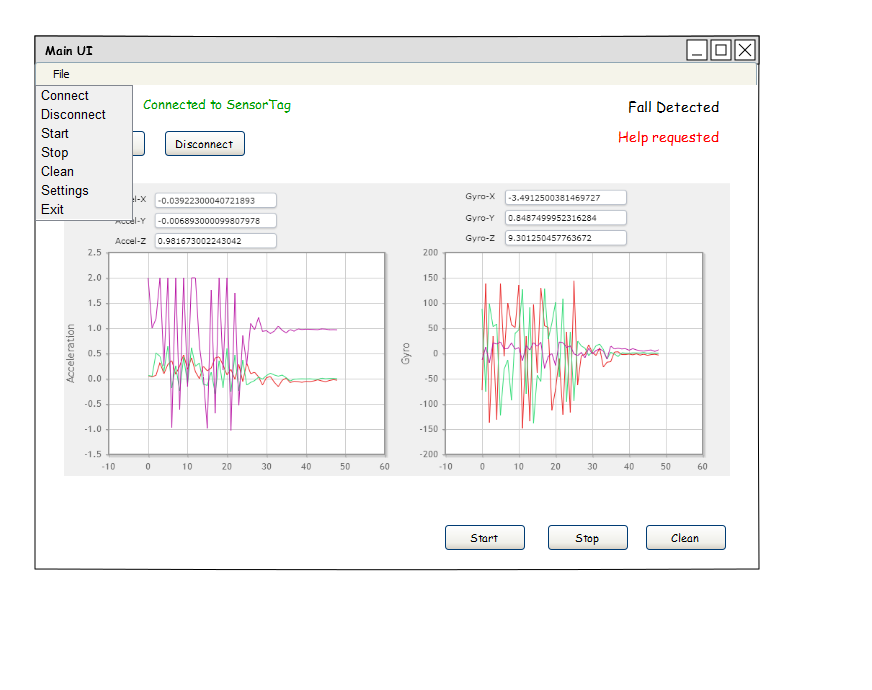 Main UI
File
Connect
Disconnect
Start
Stop
Clean
Settings
Exit
Connected to SensorTag
Fall Detected
Help requested
Disconnect
-0.03922300040721893
Accel-Y -0.006893000099807978
Accel-Z 0.981673002243042
Gyro-X -3.4912500381469727
Gyro-Y 0.8487499952316284
Gyro-Z 9.301250457763672
Acceleration
2.5
2.0
1.5
1.0
0.5
0.0
-0.5
-1.0
-1.5
-10 0 10 20 30 40 50 60
Gyro
200
150
100
50
0
-50
-100
-150
-200
-10 0 10 20 30 40 50 60
Start Stop Clean